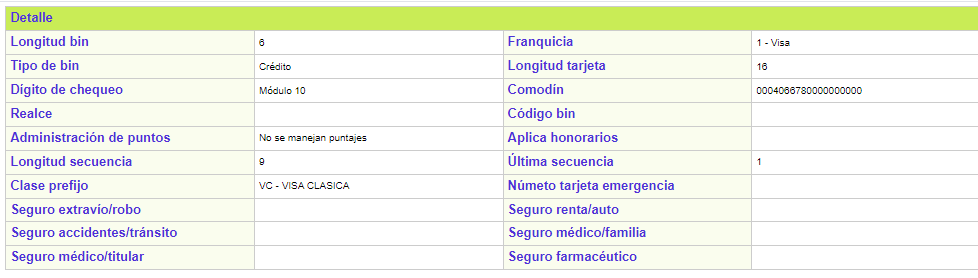 Detalle
Longitud bin 6 Franquicia 1 - Visa
Tipo de bin Crédito Longitud tarjeta 16
Dígito de chequeo Módulo 10 Comodín 0004066780000000000
Realce Código bin
Administración de puntos No se manejan puntajes Aplica honorarios
Longitud secuencia 9 Última secuencia 1
Clase prefijo VC - VISA CLASICA Númeto tarjeta emergencia
Seguro extravío/robo Seguro renta/auto
Seguro accidentes/tránsito Seguro médico/familia
Seguro médico/titular Seguro farmacéutico